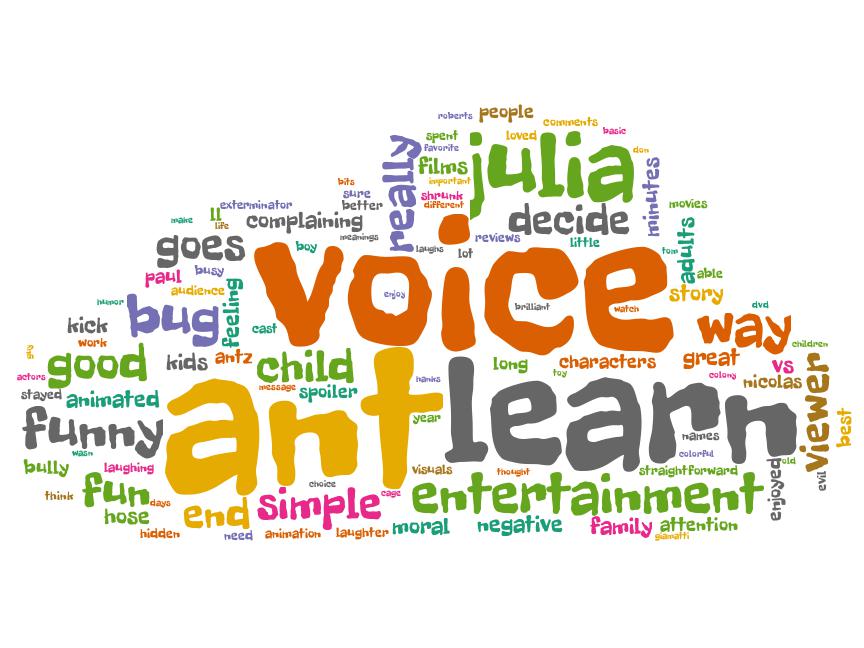 roberts
people
comments
spent
loved
basic
favorite
really
films
julia
don
important
minutes
bits
sure
shrunk
different
movies
exterminator
better
ll
make
life
complaining
decide
meanings
reviews
little
adults
goes
boy
laughs
lot
tom
paul
busy
voice
able
audience
feeling
enjoy
story
humor
bug
brilliant
watch
dvd
kick
cast
way
work
children
good
kids
antz
child
long
characters
great
vs
actors
guy
toy
colony
nicolas
message
spoiler
hanks
stayed
animated
ant
learn
viewer
best
year
funny
names
wasn
colorful
bully
laughing
visuals
thought
straightforward
old
enjoyed
evil
think
fun
days
choice
cage
simple
entertainment
hose
end
moral
negative
family
attention
hidden
need
animation
laughter
giamatti